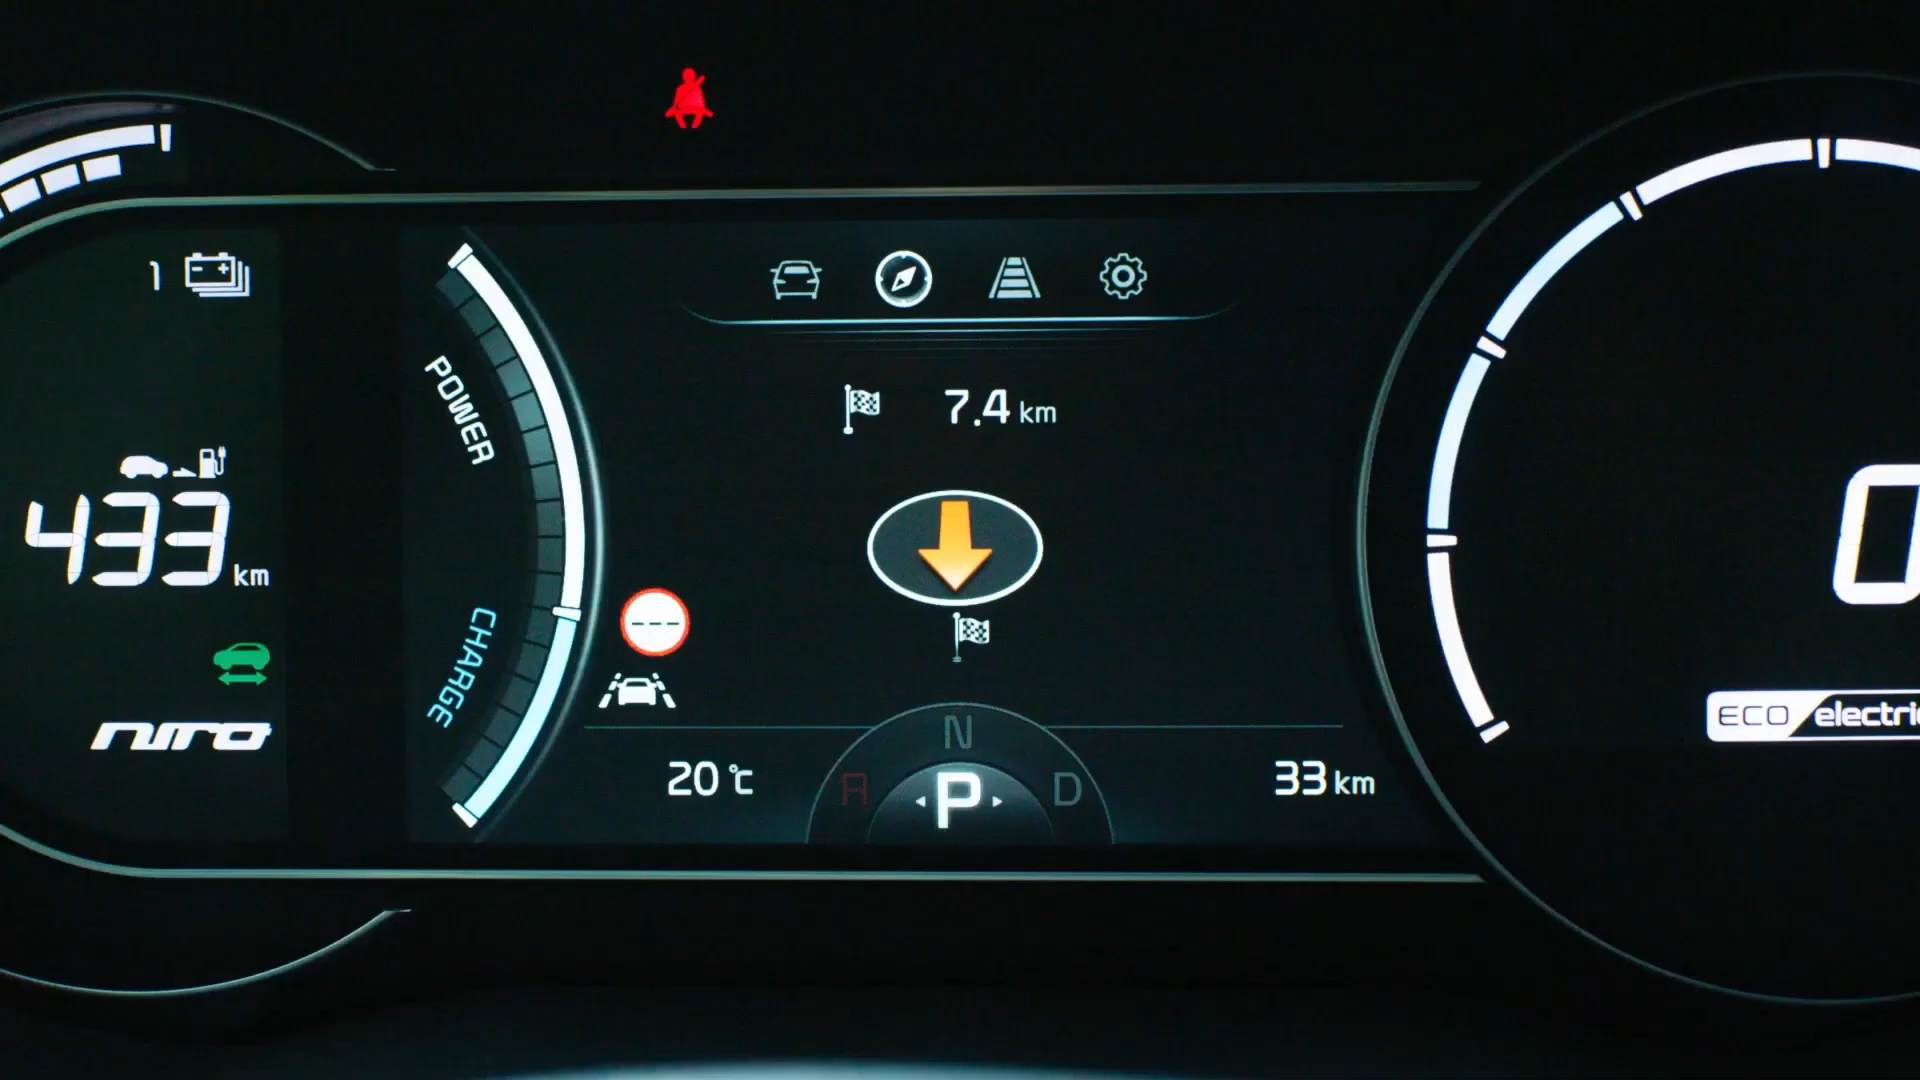 1
7.4 km
POWER
433 km
0
CHARGE
niro
ECO electric
N
20 °C
R
P
D
33 km